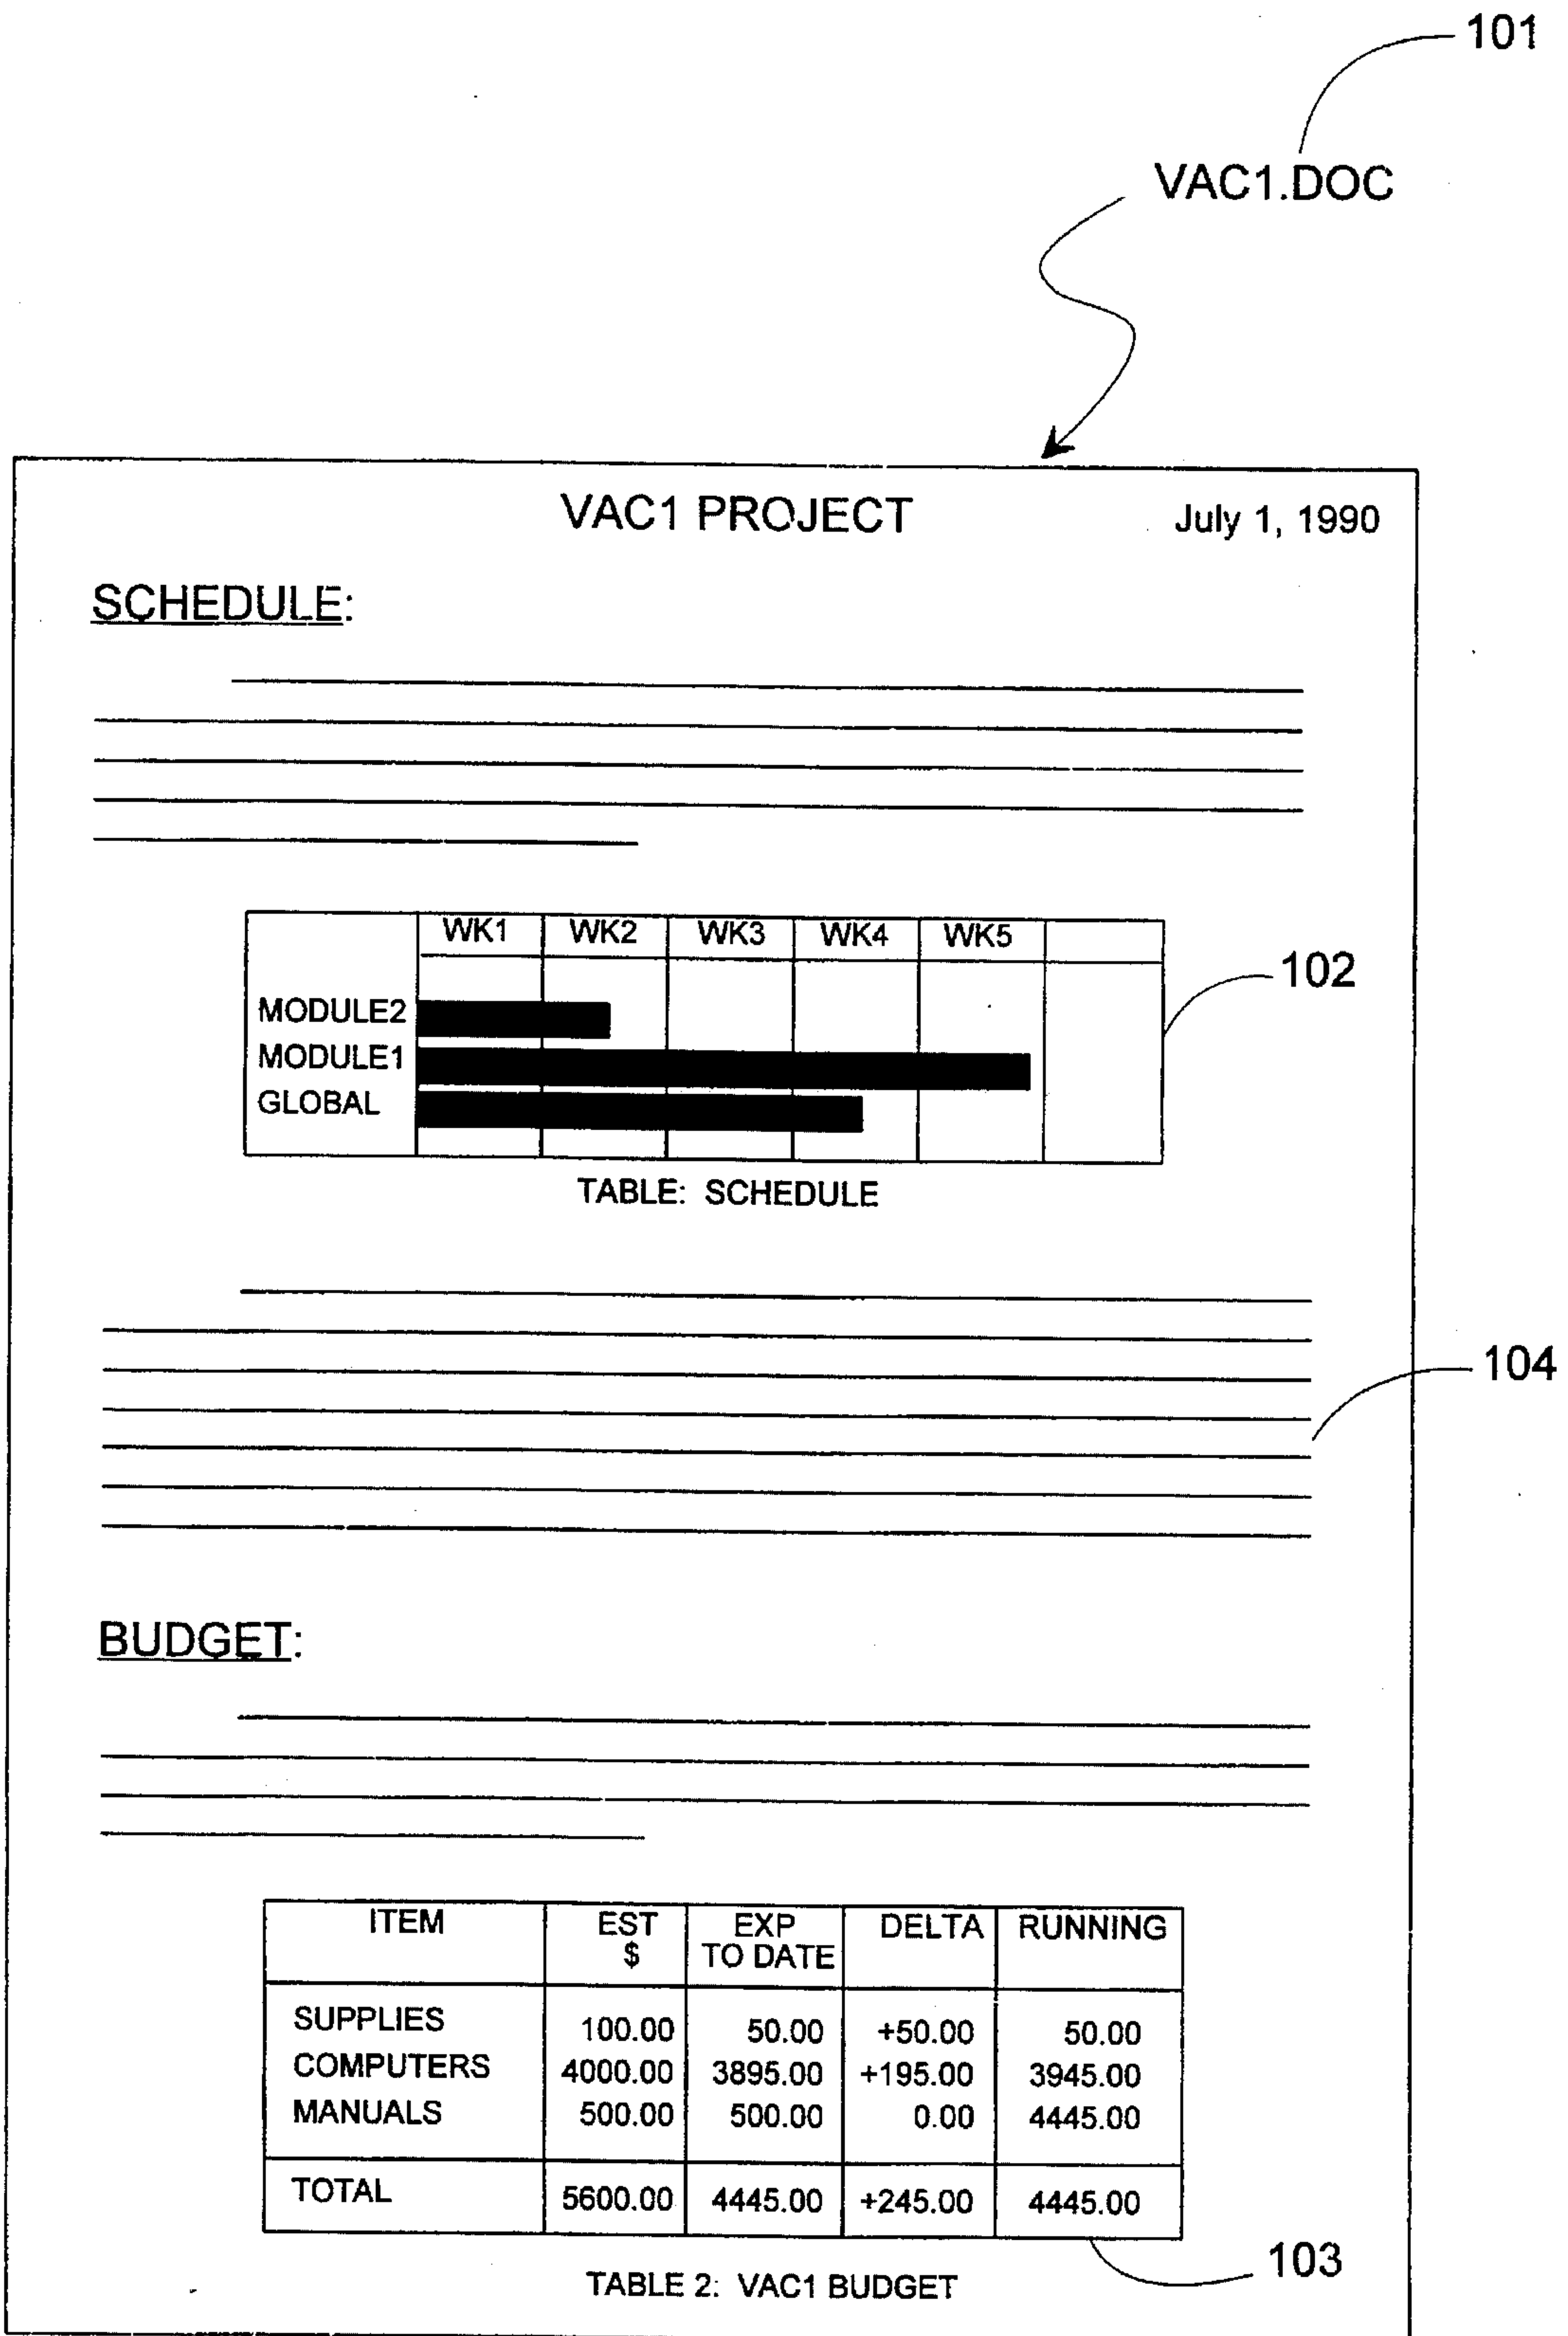 101
VAC1.DOC
VAC1 PROJECT July 1, 1990
SCHEDULE:
WK1 WK2 WK3 WK4 WK5
102
MODULE2
MODULE1
GLOBAL
TABLE: SCHEDULE
104
BUDGET:
ITEM EST $ EXP TO DATE DELTA RUNNING
SUPPLIES 100.00 50.00 +50.00 50.00
COMPUTERS 4000.00 3895.00 +195.00 3945.00
MANUALS 500.00 500.00 0.00 4445.00
TOTAL 5600.00 4445.00 +245.00 4445.00
103
TABLE 2: VAC1 BUDGET